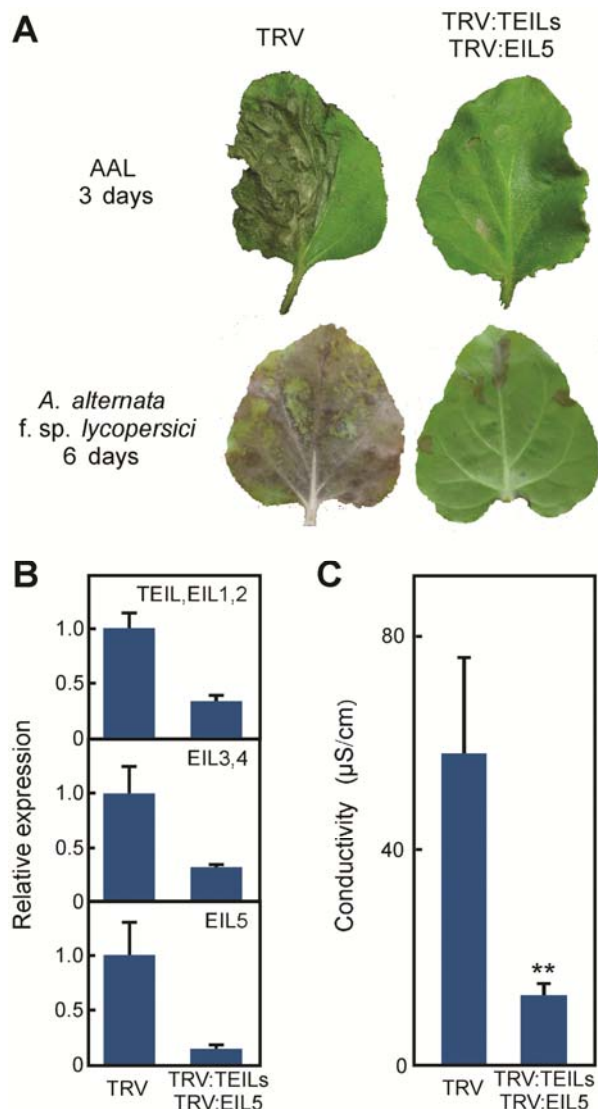 A
TRV
TRV:TEILs
TRV:EIL5
AAL
3 days
A. alternata
f. sp. lycopersici
6 days
B
Relative expression
TEIL,EIL1,2
1.0
0.5
0
EIL3,4
1.0
0.5
0
EIL5
1.0
0.5
0
TRV
TRV:TEILs
TRV:EIL5
C
Conductivity (µS/cm)
80
40
0
**
TRV
TRV:TEILs
TRV:EIL5